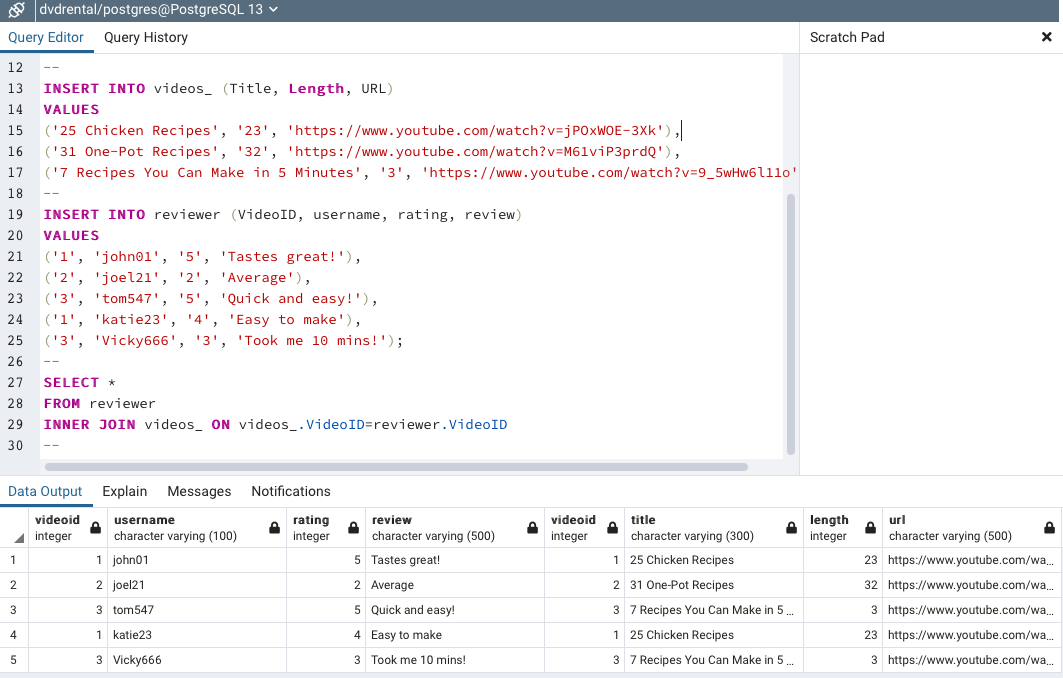 dvdrental/postgres@PostgreSQL 13
Query Editor Query History Scratch Pad
12 --
13 INSERT INTO videos_ (Title, Length, URL)
14 VALUES
15 ('25 Chicken Recipes', '23', 'https://www.youtube.com/watch?v=jPOxWOE-3Xk'),
16 ('31 One-Pot Recipes', '32', 'https://www.youtube.com/watch?v=M61viP3prdQ'),
17 ('7 Recipes You Can Make in 5 Minutes', '3', 'https://www.youtube.com/watch?v=9_5wHw6l11o'
18 --
19 INSERT INTO reviewer (VideoID, username, rating, review)
20 VALUES
21 ('1', 'john01', '5', 'Tastes great!'),
22 ('2', 'joel21', '2', 'Average'),
23 ('3', 'tom547', '5', 'Quick and easy!'),
24 ('1', 'katie23', '4', 'Easy to make'),
25 ('3', 'Vicky666', '3', 'Took me 10 mins!');
26 --
27 SELECT *
28 FROM reviewer
29 INNER JOIN videos_ ON videos_.VideoID=reviewer.VideoID
30 --
Data Output Explain Messages Notifications
videoid username rating review videoid title length url
integer character varying (100) integer character varying (500) integer character varying (300) integer character varying (500)
1 1 john01 5 Tastes great! 1 25 Chicken Recipes 23 https://www.youtube.com/wa...
2 2 joel21 2 Average 2 31 One-Pot Recipes 32 https://www.youtube.com/wa...
3 3 tom547 5 Quick and easy! 3 7 Recipes You Can Make in 5 ... 3 https://www.youtube.com/wa...
4 1 katie23 4 Easy to make 1 25 Chicken Recipes 23 https://www.youtube.com/wa...
5 3 Vicky666 3 Took me 10 mins! 3 7 Recipes You Can Make in 5 ... 3 https://www.youtube.com/wa...